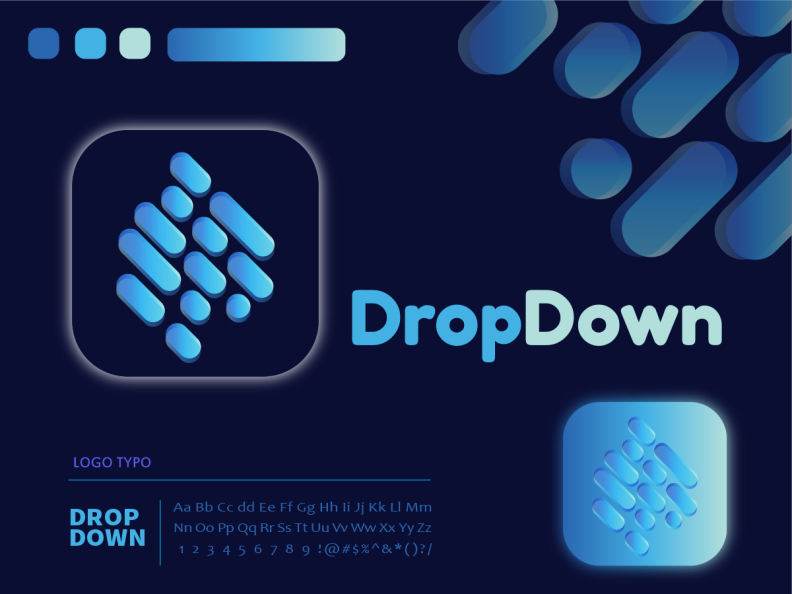 DropDown
LOGO TYPO
DROP
DOWN
Aa Bb Cc dd Ee Ff Gg Hh Ii Jj Kk Ll Mm
Nn Oo Pp Qq Rr Ss Tt Uu Vv Ww Xx Yy Zz
1 2 3 4 5 6 7 8 9 !@#$%^&*()?/